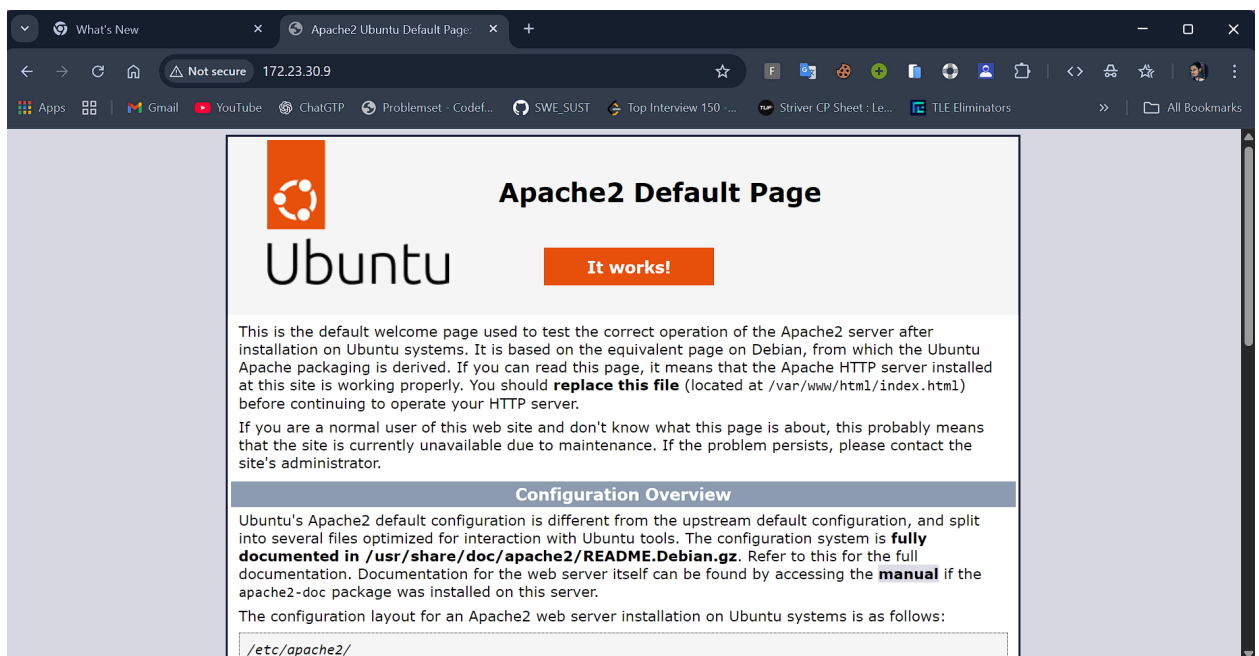 What's New
Apache2 Ubuntu Default Page:
Not secure 172.23.30.9
Apps
Gmail
YouTube
ChatGTP
Problemset - Codef...
SWE_SUST
Top Interview 150 -...
Striver CP Sheet : Le...
TLE Eliminators
»
All Bookmarks
Ubuntu
Apache2 Default Page
It works!
This is the default welcome page used to test the correct operation of the Apache2 server after
installation on Ubuntu systems. It is based on the equivalent page on Debian, from which the Ubuntu
Apache packaging is derived. If you can read this page, it means that the Apache HTTP server installed
at this site is working properly. You should replace this file (located at /var/www/html/index.html)
before continuing to operate your HTTP server.
If you are a normal user of this web site and don't know what this page is about, this probably means
that the site is currently unavailable due to maintenance. If the problem persists, please contact the
site's administrator.
Configuration Overview
Ubuntu's Apache2 default configuration is different from the upstream default configuration, and split
into several files optimized for interaction with Ubuntu tools. The configuration system is fully
documented in /usr/share/doc/apache2/README.Debian.gz. Refer to this for the full
documentation. Documentation for the web server itself can be found by accessing the manual if the
apache2-doc package was installed on this server.
The configuration layout for an Apache2 web server installation on Ubuntu systems is as follows:
/etc/apache2/